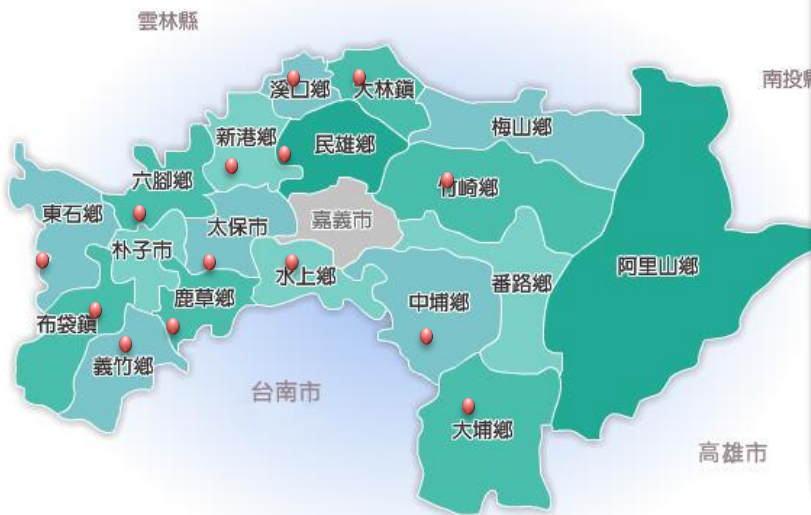 雲林縣
南投縣
溪口鄉
大林鎮
梅山鄉
新港鄉
民雄鄉
六腳鄉
竹崎鄉
東石鄉
太保市
嘉義市
朴子市
水上鄉
阿里山鄉
番路鄉
鹿草鄉
中埔鄉
布袋鎮
義竹鄉
台南市
大埔鄉
高雄市